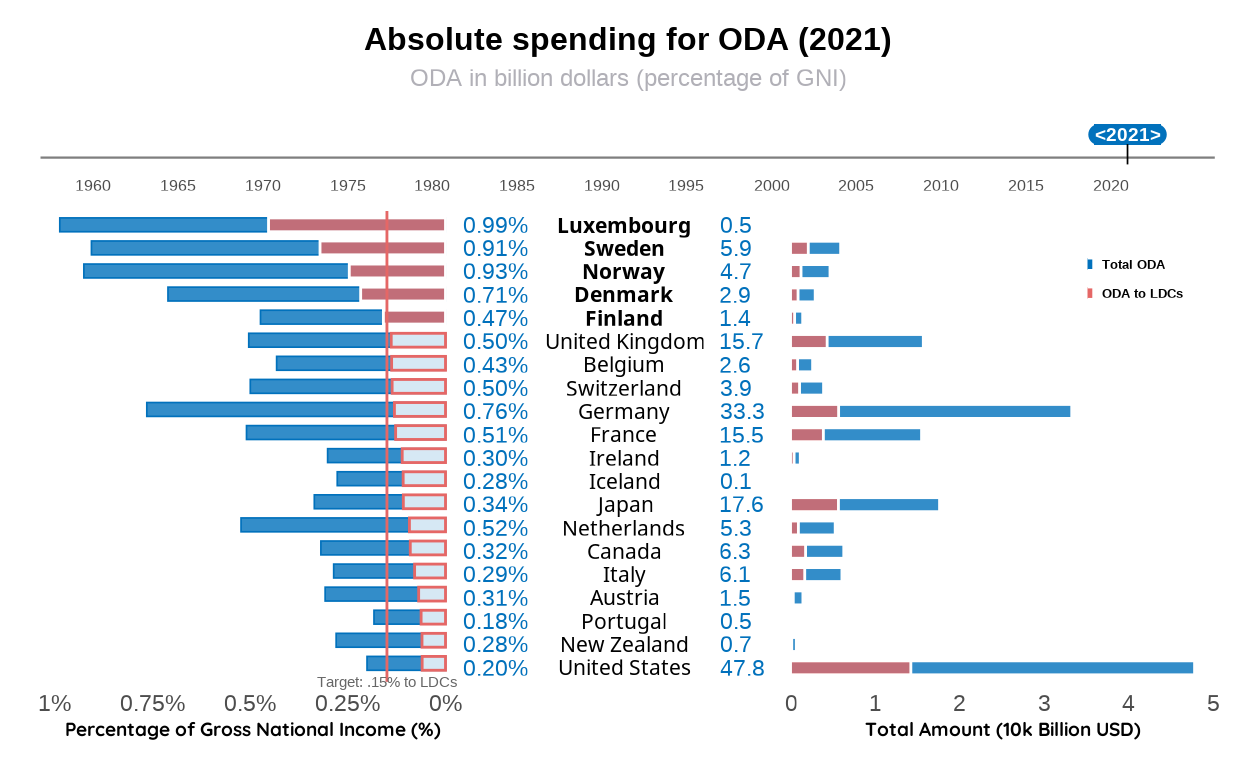 Absolute spending for ODA (2021)
ODA in billion dollars (percentage of GNI)
<2021>
1960 1965 1970 1975 1980 1985 1990 1995 2000 2005 2010 2015 2020
0.99% Luxembourg 0.5
0.91% Sweden 5.9
Total ODA
0.93% Norway 4.7
0.71% Denmark 2.9
ODA to LDCs
0.47% Finland 1.4
0.50% United Kingdom 15.7
0.43% Belgium 2.6
0.50% Switzerland 3.9
0.76% Germany 33.3
0.51% France 15.5
0.30% Ireland 1.2
0.28% Iceland 0.1
0.34% Japan 17.6
0.52% Netherlands 5.3
0.32% Canada 6.3
0.29% Italy 6.1
0.31% Austria 1.5
0.18% Portugal 0.5
0.28% New Zealand 0.7
0.20% United States 47.8
Target: .15% to LDCs
1% 0.75% 0.5% 0.25% 0% 0 1 2 3 4 5
Percentage of Gross National Income (%) Total Amount (10k Billion USD)